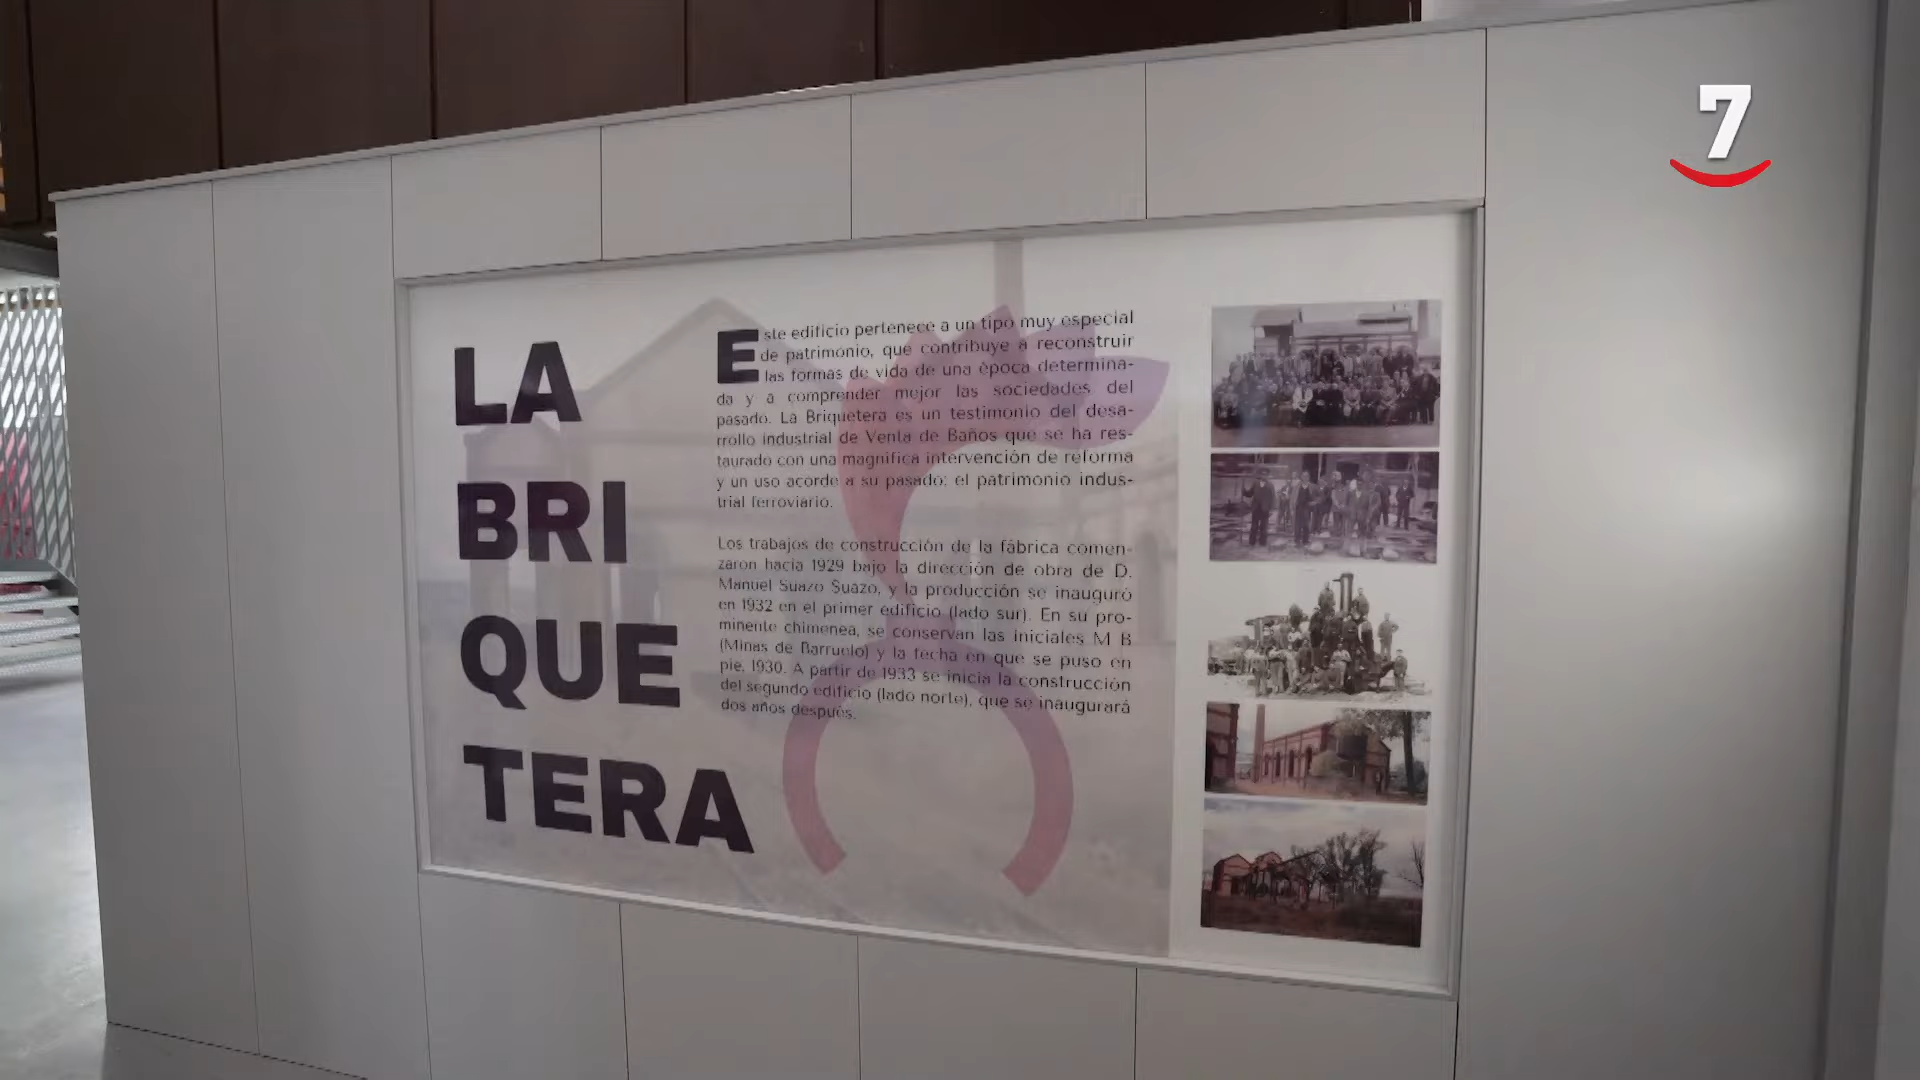 7
LA
BRI
QUE
TERA
Este edificio pertenece a un tipo muy especial
de patrimonio, que contribuye a reconstruir
las formas de vida de una época determina-
da y a comprender mejor las sociedades del
pasado. La Briquetera es un testimonio del desa-
rrollo industrial de Venta de Baños que se ha res-
taurado con una magnífica intervención de reforma
y un uso acorde a su pasado: el patrimonio indus-
trial ferroviario.
Los trabajos de construcción de la fábrica comen-
zaron hacia 1929 bajo la dirección de obra de D.
Manuel Suazo Suazo, y la producción se inauguró
en 1932 en el primer edificio (lado sur). En su pro-
minente chimenea, se conservan las iniciales M B
(Minas de Barruelo) y la fecha en que se puso en
pie, 1930. A partir de 1933 se inicia la construcción
del segundo edificio (lado norte), que se inaugurará
dos años después.